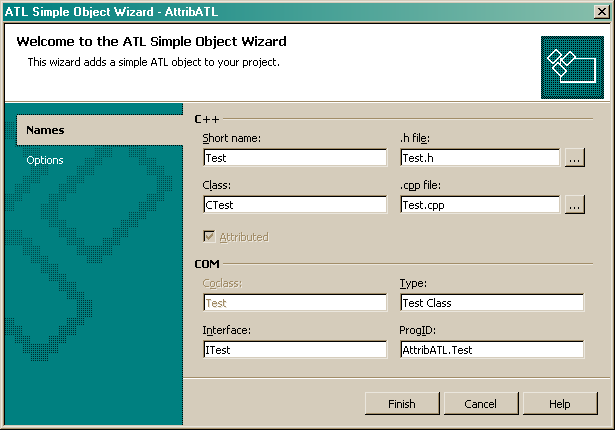 ATL Simple Object Wizard - AttribATL
Welcome to the ATL Simple Object Wizard
This wizard adds a simple ATL object to your project.
Names
Options
C++
Short name:
.h file:
Test
Test.h
...
Class:
.cpp file:
CTest
Test.cpp
...
Attributed
COM
Coclass:
Type:
Test
Test Class
Interface:
ProgID:
ITest
AttribATL.Test
Finish
Cancel
Help